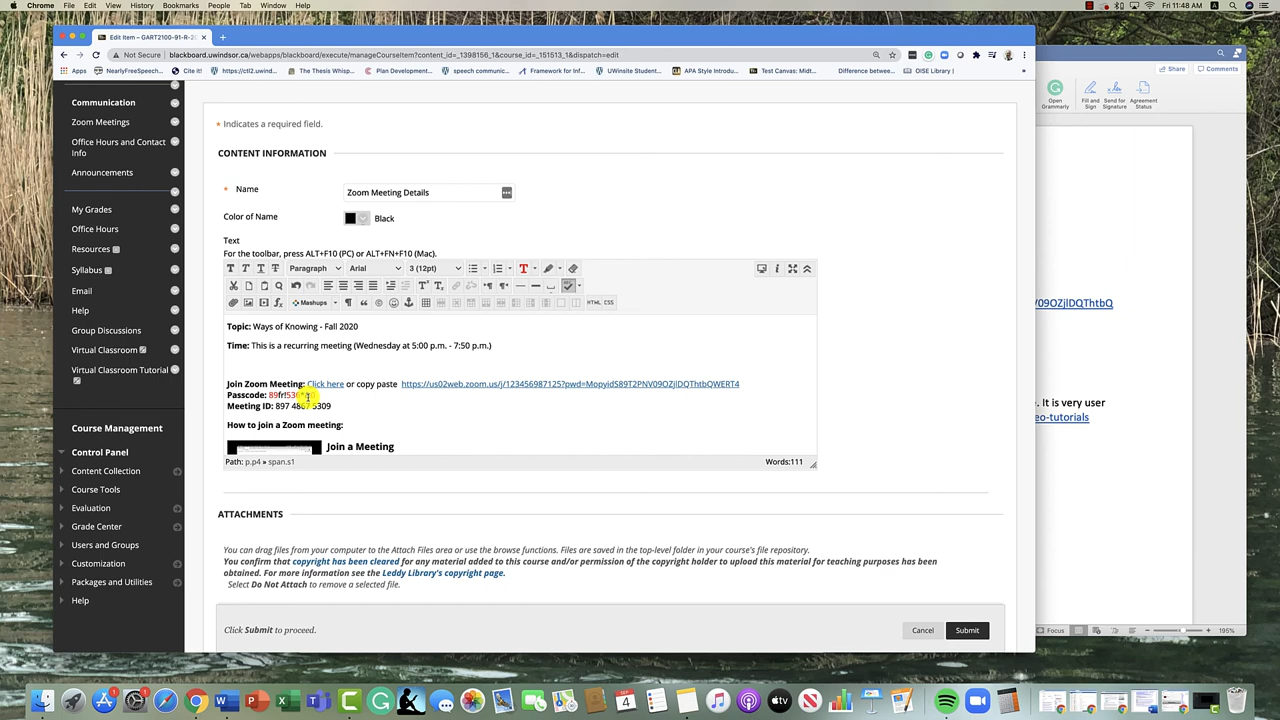 Chrome File Edit View History Bookmarks People Tab Window Help Fri 11:48 AM
Edit Item – GART2100-91-R-20
Not Secure | blackboard.uwindsor.ca/webapps/blackboard/execute/manageCourseItem?content_id=_1398156_1&course_id=151513_1&dispatch=edit
Apps NearlyFreeSpeech Cite it! https://ctl2.uwind... The Thesis Whisp... Plan Development... speech communic... Framework for Inf... UWinsite Student... APA Style Introdu... Test Canvas: Midt... Difference betwee... OISE Library |
Share Comments
Open Grammarly Fill and Sign Send for Signature Agreement Status
Communication
Zoom Meetings
Office Hours and Contact Info
Announcements
My Grades
Office Hours
Resources
Syllabus
Email
Help
Group Discussions
Virtual Classroom
Virtual Classroom Tutorial
Course Management
Control Panel
Content Collection
Course Tools
Evaluation
Grade Center
Users and Groups
Customization
Packages and Utilities
Help
* Indicates a required field.
CONTENT INFORMATION
* Name Zoom Meeting Details
Color of Name Black
Text
For the toolbar, press ALT+F10 (PC) or ALT+FN+F10 (Mac).
T T T T Paragraph Arial 3 (12pt)
Mashups HTML CSS
Topic: Ways of Knowing - Fall 2020
Time: This is a recurring meeting (Wednesday at 5:00 p.m. - 7:50 p.m.)
Join Zoom Meeting: Click here or copy paste https://us02web.zoom.us/j/123456987125?pwd=MopyidS89T2PNV09OZjlDQThtbQWERT4
Passcode:
Meeting ID: 897 4867 5309
How to join a Zoom meeting:
Join a Meeting
Path: p.p4 » span.s1 Words:111
ATTACHMENTS
You can drag files from your computer to the Attach Files area or use the browse functions. Files are saved in the top-level folder in your course's file repository.
You confirm that copyright has been cleared for any material added to this course and/or permission of the copyright holder to upload this material for teaching purposes has been
obtained. For more information see the Leddy Library's copyright page.
Select Do Not Attach to remove a selected file.
Click Submit to proceed. Cancel Submit
V09OZjlDQThtbQ
e. It is very user
eo-tutorials
Focus 195%